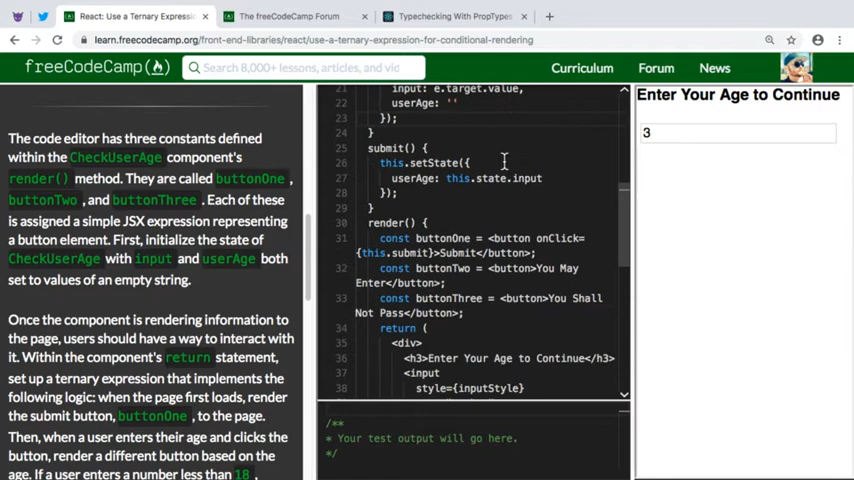 React: Use a Ternary Expressi
The freeCodeCamp Forum
Typechecking With PropTypes
learn.freecodecamp.org/front-end-libraries/react/use-a-ternary-expression-for-conditional-rendering
freeCodeCamp
Search 8,000+ lessons, articles, and vid
Curriculum
Forum
News
The code editor has three constants defined
within the CheckUserAge component's
render() method. They are called buttonOne,
buttonTwo, and buttonThree. Each of these
is assigned a simple JSX expression representing
a button element. First, initialize the state of
CheckUserAge with input and userAge both
set to values of an empty string.
Once the component is rendering information to
the page, users should have a way to interact with
it. Within the component's return statement,
set up a ternary expression that implements the
following logic: when the page first loads, render
the submit button, buttonOne, to the page.
Then, when a user enters their age and clicks the
button, render a different button based on the
age. If a user enters a number less than 18,
21 input: e.target.value,
22 userAge: ''
23 });
24 }
25 submit() {
26 this.setState({
27 userAge: this.state.input
28 });
29 }
30 render() {
31 const buttonOne = <button onClick=
{this.submit}>Submit</button>;
32 const buttonTwo = <button>You May
Enter</button>;
33 const buttonThree = <button>You Shall
Not Pass</button>;
34 return (
35 <div>
36 <h3>Enter Your Age to Continue</h3>
37 <input
38 style={inputStyle}
/**
* Your test output will go here.
*/
Enter Your Age to Continue
3